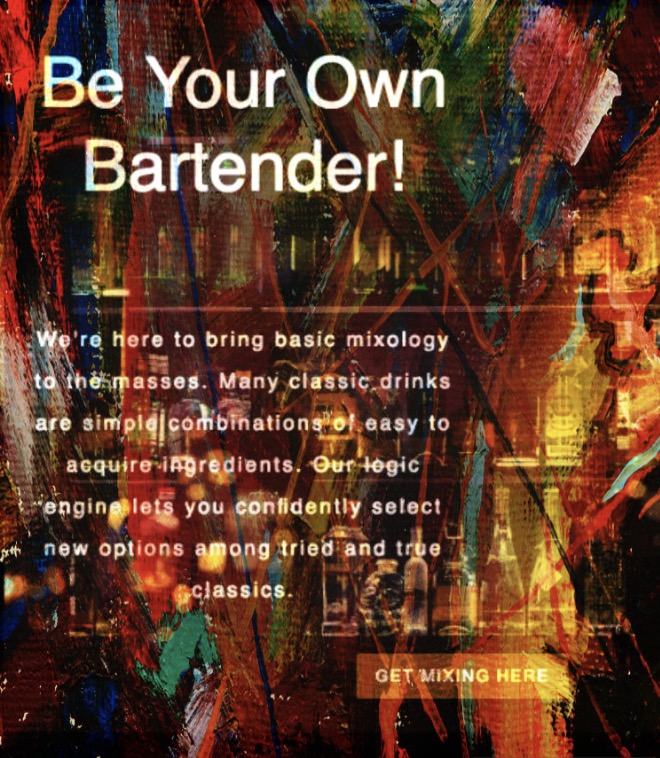 Be Your Own
Bartender!
We're here to bring basic mixology
to the masses. Many classic drinks
are simple combinations of easy to
acquire ingredients. Our logic
engine lets you confidently select
new options among tried and true
classics.
GET MIXING HERE